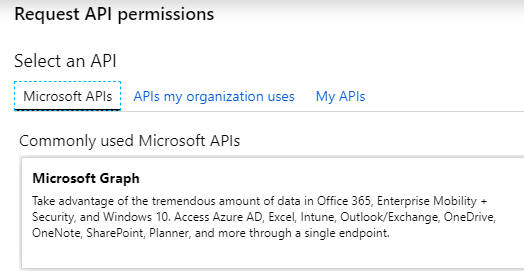 Request API permissions
Select an API
Microsoft APIs APIs my organization uses My APIs
Commonly used Microsoft APIs
Microsoft Graph
Take advantage of the tremendous amount of data in Office 365, Enterprise Mobility +
Security, and Windows 10. Access Azure AD, Excel, Intune, Outlook/Exchange, OneDrive,
OneNote, SharePoint, Planner, and more through a single endpoint.